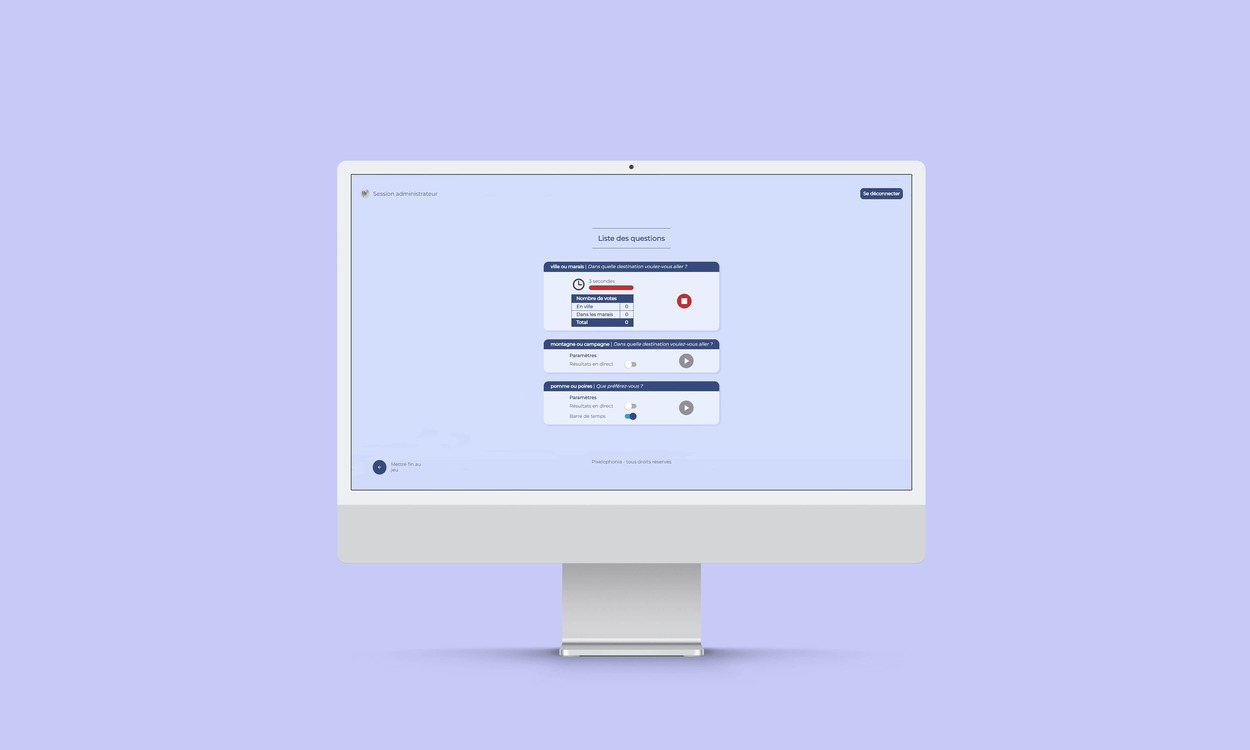 Session administrateur
Se déconnecter
Liste des questions
ville ou marais | Dans quelle destination voulez-vous aller ?
3 secondes
Nombre de votes
En ville 0
Dans les marais 0
Total 0
montagne ou campagne | Dans quelle destination voulez-vous aller ?
Paramètres
Résultats en direct
pomme ou poires | Que préférez-vous ?
Paramètres
Résultats en direct
Barre de temps
Mettre fin au
jeu
Pixelophonia - tous droits réservés